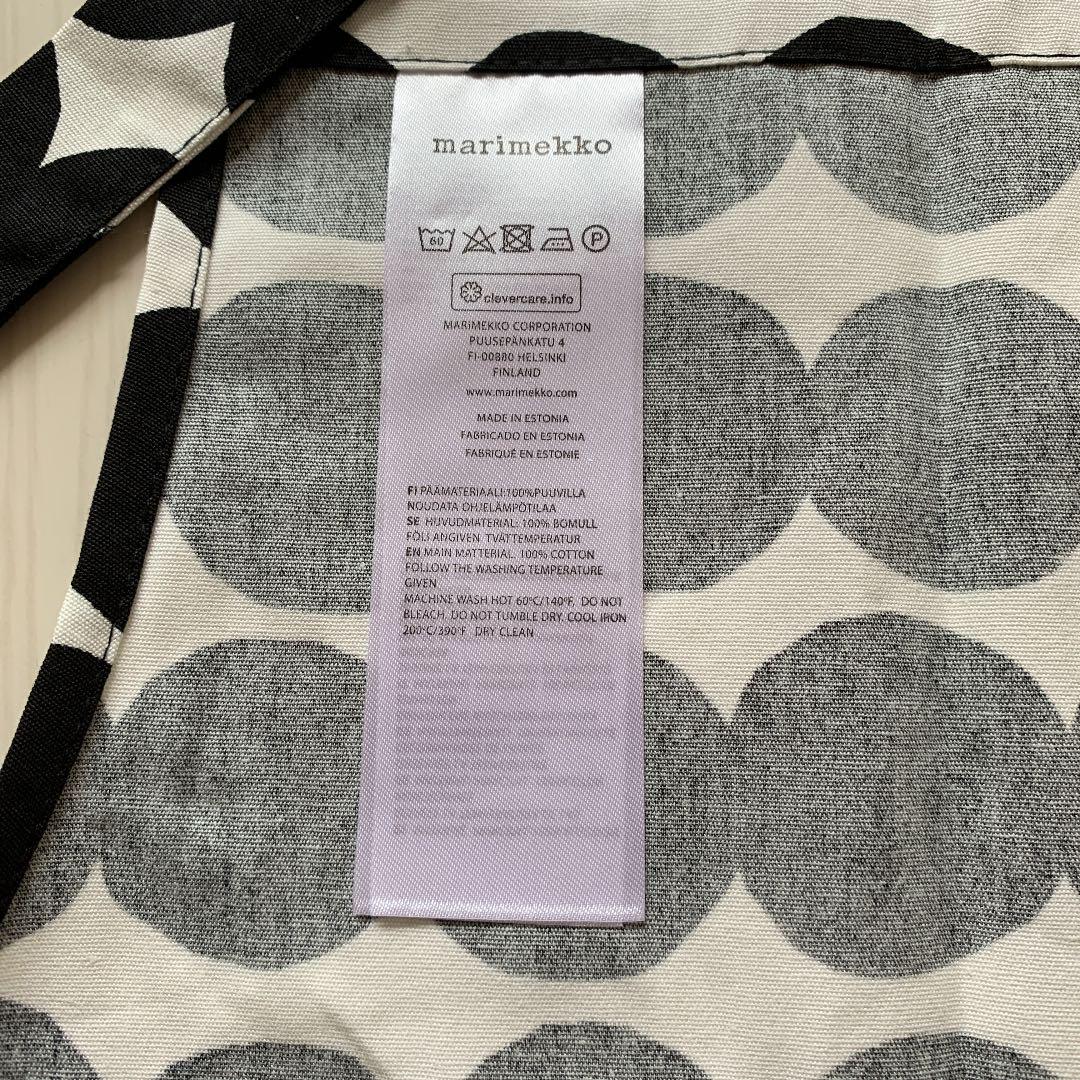 marimekko
60 P
clevercare.info
MARIMEKKO CORPORATION
PUUSEPÄNKATU 4
FI-00880 HELSINKI
FINLAND
www.marimekko.com
MADE IN ESTONIA
FABRICADO EN ESTONIA
FABRIQUÉ EN ESTONIE
FI PÄÄMATERIAALI:100%PUUVILLA
NOUDATA OHJELÄMPÖTILAA
SE HUVUDMATERIAL: 100% BOMULL
FÖLJ ANGIVEN TVÄTTEMPERATUR
EN MAIN MATTERIAL. 100% COTTON
FOLLOW THE WASHING TEMPERATURE
GIVEN
MACHINE WASH HOT 60°C/140°F. DO NOT
BLEACH. DO NOT TUMBLE DRY. COOL IRON
200°C/390°F DRY CLEAN